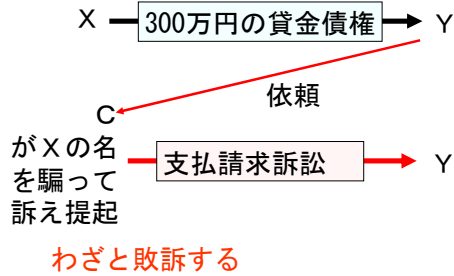 X 300万円の貸金債権 Y
依頼
C
がXの名
を騙って
訴え提起
支払請求訴訟 Y
わざと敗訴する